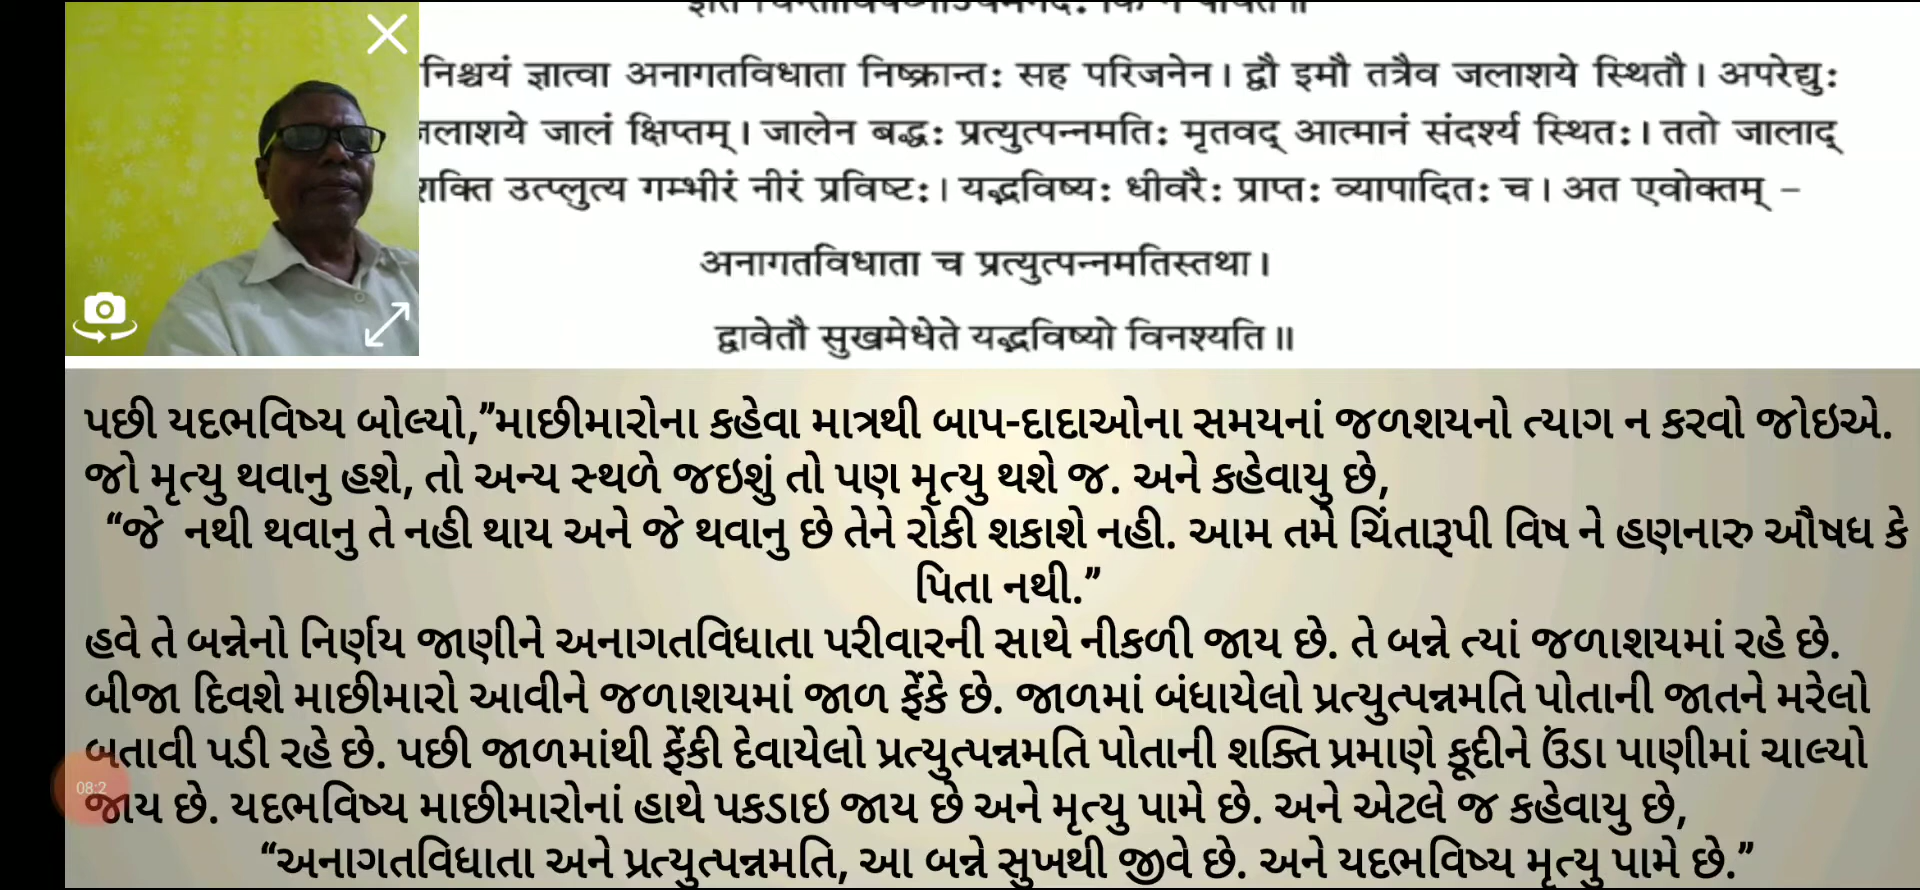 निश्चयं ज्ञात्वा अनागतविधाता निष्क्रान्तः सह परिजनेन। द्वौ इमौ तत्रैव जलाशये स्थितौ। अपरेद्युः
जलाशये जालं क्षिप्तम्। जालेन बद्धः प्रत्युत्पन्नमतिः मृतवद् आत्मानं संदर्श्य स्थितः। ततो जालाद्
शक्ति उत्प्लुत्य गम्भीरं नीरं प्रविष्टः। यद्भविष्यः धीवरैः प्राप्तः व्यापादितः च। अत एवोक्तम् –
अनागतविधाता च प्रत्युत्पन्नमतिस्तथा।
द्वावेतौ सुखमेधेते यद्भविष्यो विनश्यति॥
પછી યદભવિષ્ય બોલ્યો,”માછીમારોના કહેવા માત્રથી બાપ-દાદાઓના સમયનાં જળશયનો ત્યાગ ન કરવો જોઇએ.
જો મૃત્યુ થવાનુ હશે, તો અન્ય સ્થળે જઇશું તો પણ મૃત્યુ થશે જ. અને કહેવાયુ છે,
“જે નથી થવાનુ તે નહી થાય અને જે થવાનુ છે તેને રોકી શકાશે નહી. આમ તમે ચિંતારૂપી વિષ ને હણનારુ ઔષધ કે
પિતા નથી.”
હવે તે બન્નેનો નિર્ણય જાણીને અનાગતવિધાતા પરીવારની સાથે નીકળી જાય છે. તે બન્ને ત્યાં જળાશયમાં રહે છે.
બીજા દિવશે માછીમારો આવીને જળાશયમાં જાળ ફેંકે છે. જાળમાં બંધાયેલો પ્રત્યુત્પન્નમતિ પોતાની જાતને મરેલો
બતાવી પડી રહે છે. પછી જાળમાંથી ફેંકી દેવાયેલો પ્રત્યુત્પન્નમતિ પોતાની શક્તિ પ્રમાણે કૂદીને ઉંડા પાણીમાં ચાલ્યો
08:2
જાય છે. યદભવિષ્ય માછીમારોનાં હાથે પકડાઇ જાય છે અને મૃત્યુ પામે છે. અને એટલે જ કહેવાયુ છે,
“અનાગતવિધાતા અને પ્રત્યુત્પન્નમતિ, આ બન્ને સુખથી જીવે છે. અને યદભવિષ્ય મૃત્યુ પામે છે.”